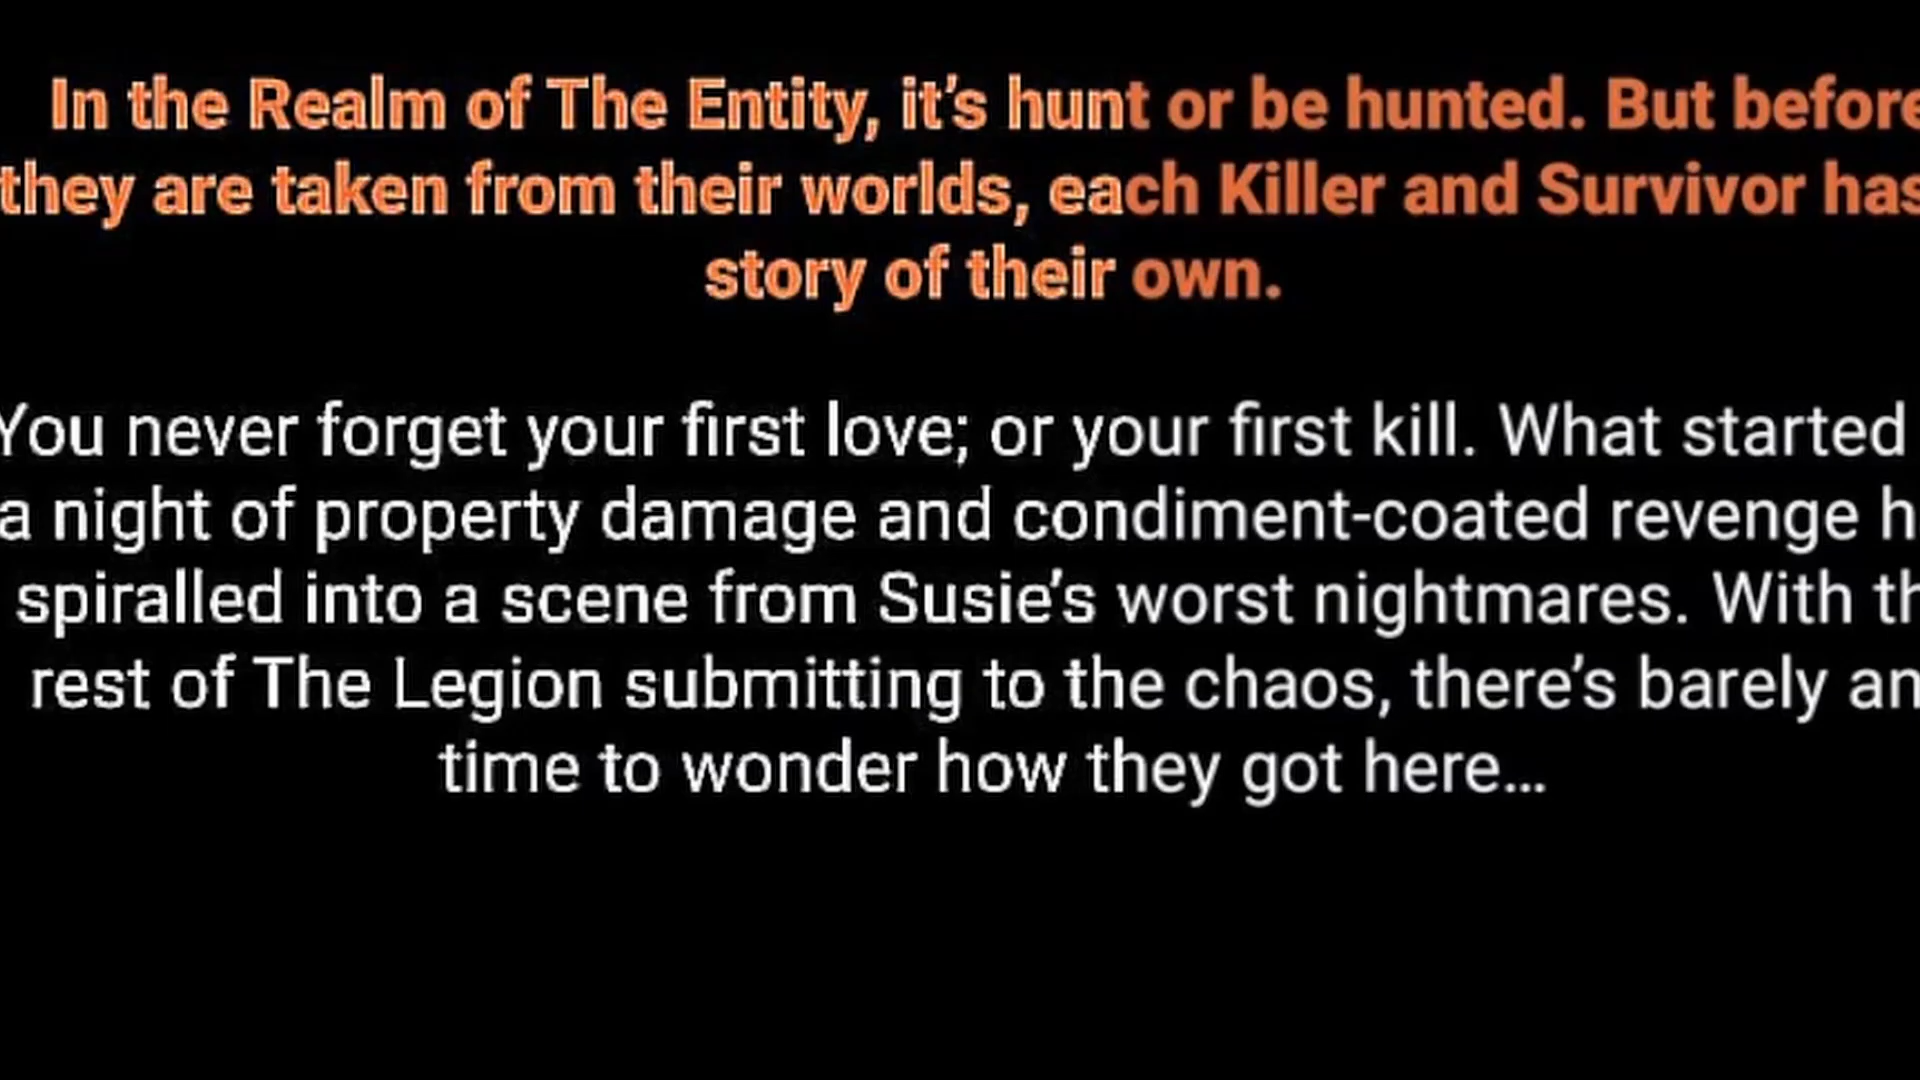 In the Realm of The Entity, it’s hunt or be hunted. But before
they are taken from their worlds, each Killer and Survivor has
story of their own.
You never forget your first love; or your first kill. What started
a night of property damage and condiment-coated revenge
spiralled into a scene from Susie’s worst nightmares. With
rest of The Legion submitting to the chaos, there’s barely
time to wonder how they got here…